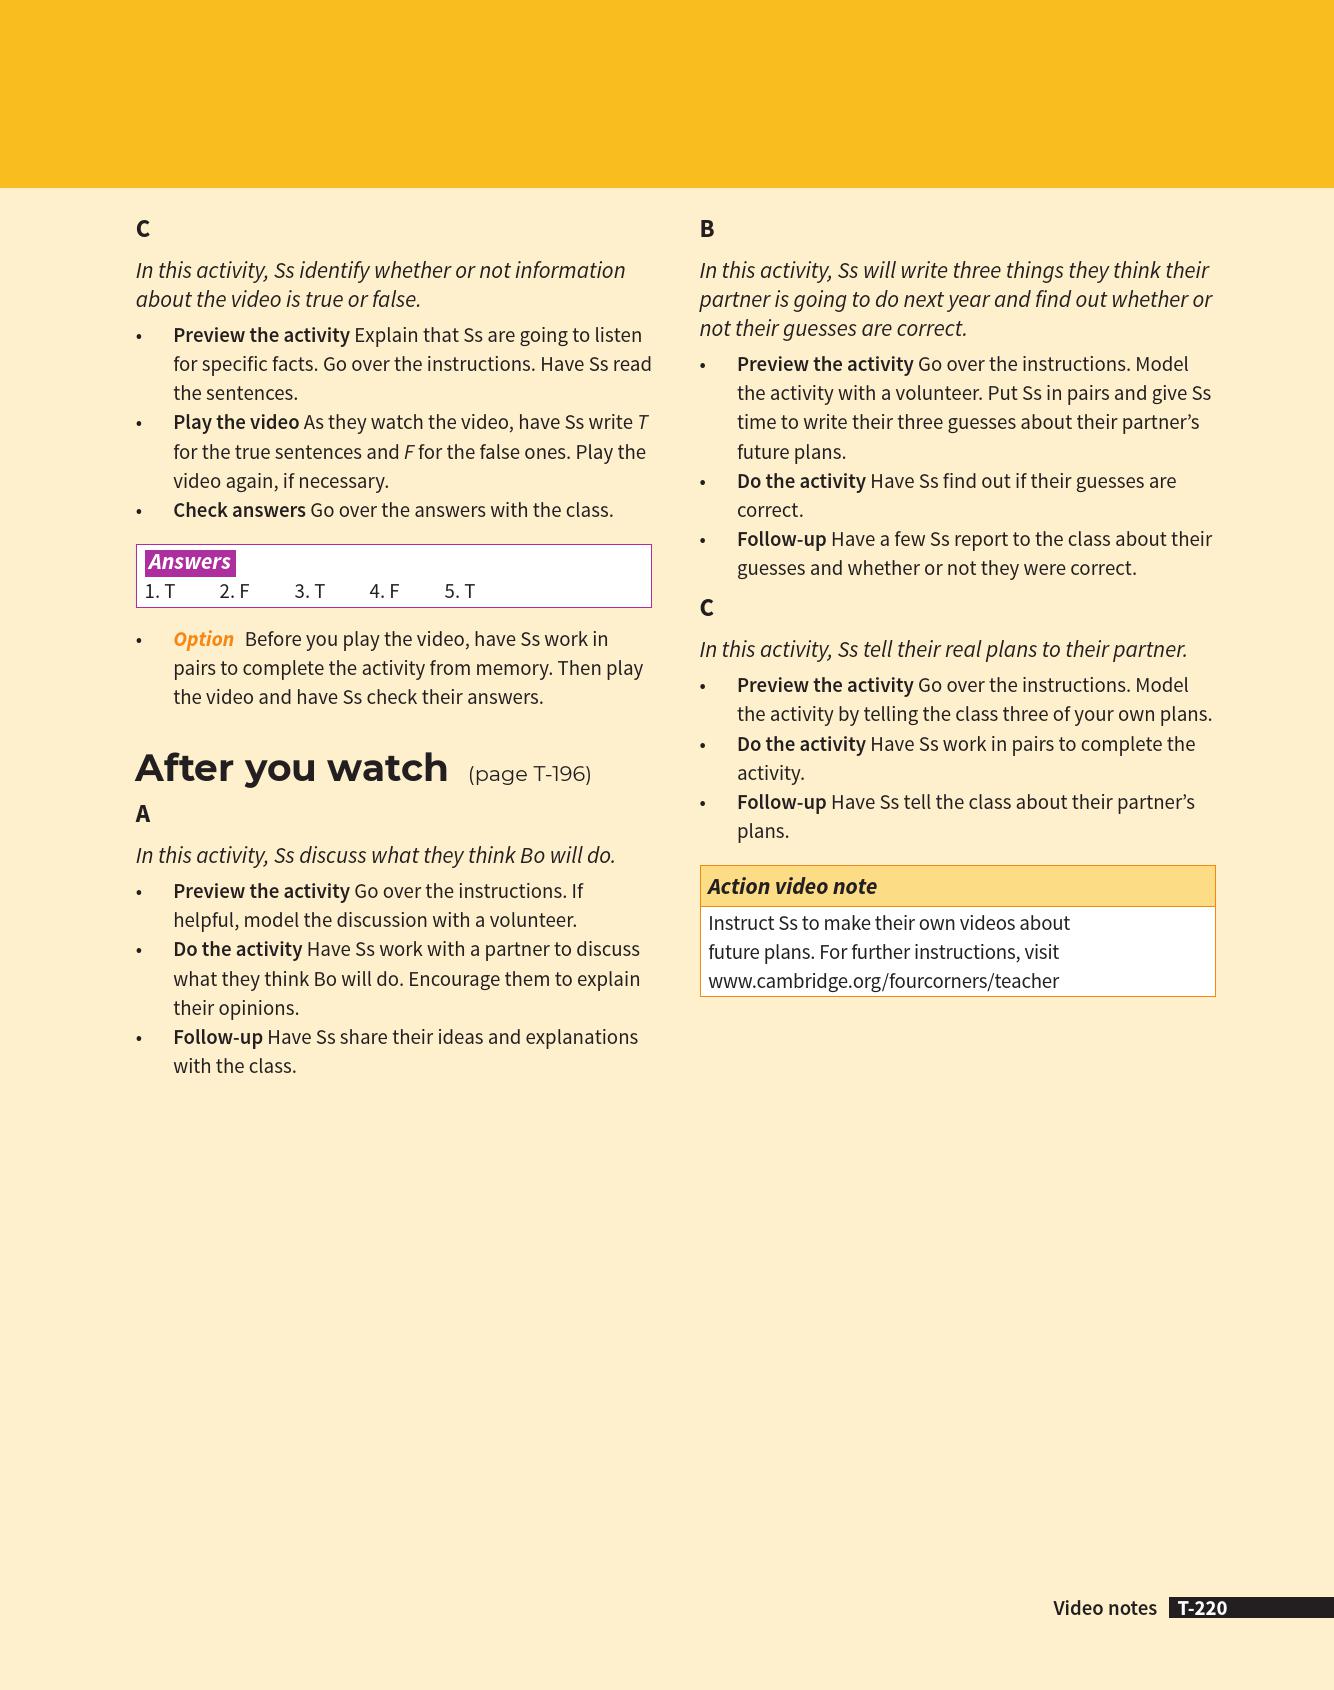 C
In this activity, Ss identify whether or not information
about the video is true or false.
• Preview the activity Explain that Ss are going to listen
for specific facts. Go over the instructions. Have Ss read
the sentences.
• Play the video As they watch the video, have Ss write T
for the true sentences and F for the false ones. Play the
video again, if necessary.
• Check answers Go over the answers with the class.
Answers
1. T 2. F 3. T 4. F 5. T
• Option Before you play the video, have Ss work in
pairs to complete the activity from memory. Then play
the video and have Ss check their answers.
After you watch (page T-196)
A
In this activity, Ss discuss what they think Bo will do.
• Preview the activity Go over the instructions. If
helpful, model the discussion with a volunteer.
• Do the activity Have Ss work with a partner to discuss
what they think Bo will do. Encourage them to explain
their opinions.
• Follow-up Have Ss share their ideas and explanations
with the class.
B
In this activity, Ss will write three things they think their
partner is going to do next year and find out whether or
not their guesses are correct.
• Preview the activity Go over the instructions. Model
the activity with a volunteer. Put Ss in pairs and give Ss
time to write their three guesses about their partner’s
future plans.
• Do the activity Have Ss find out if their guesses are
correct.
• Follow-up Have a few Ss report to the class about their
guesses and whether or not they were correct.
C
In this activity, Ss tell their real plans to their partner.
• Preview the activity Go over the instructions. Model
the activity by telling the class three of your own plans.
• Do the activity Have Ss work in pairs to complete the
activity.
• Follow-up Have Ss tell the class about their partner’s
plans.
Action video note
Instruct Ss to make their own videos about
future plans. For further instructions, visit
www.cambridge.org/fourcorners/teacher
Video notes T-220